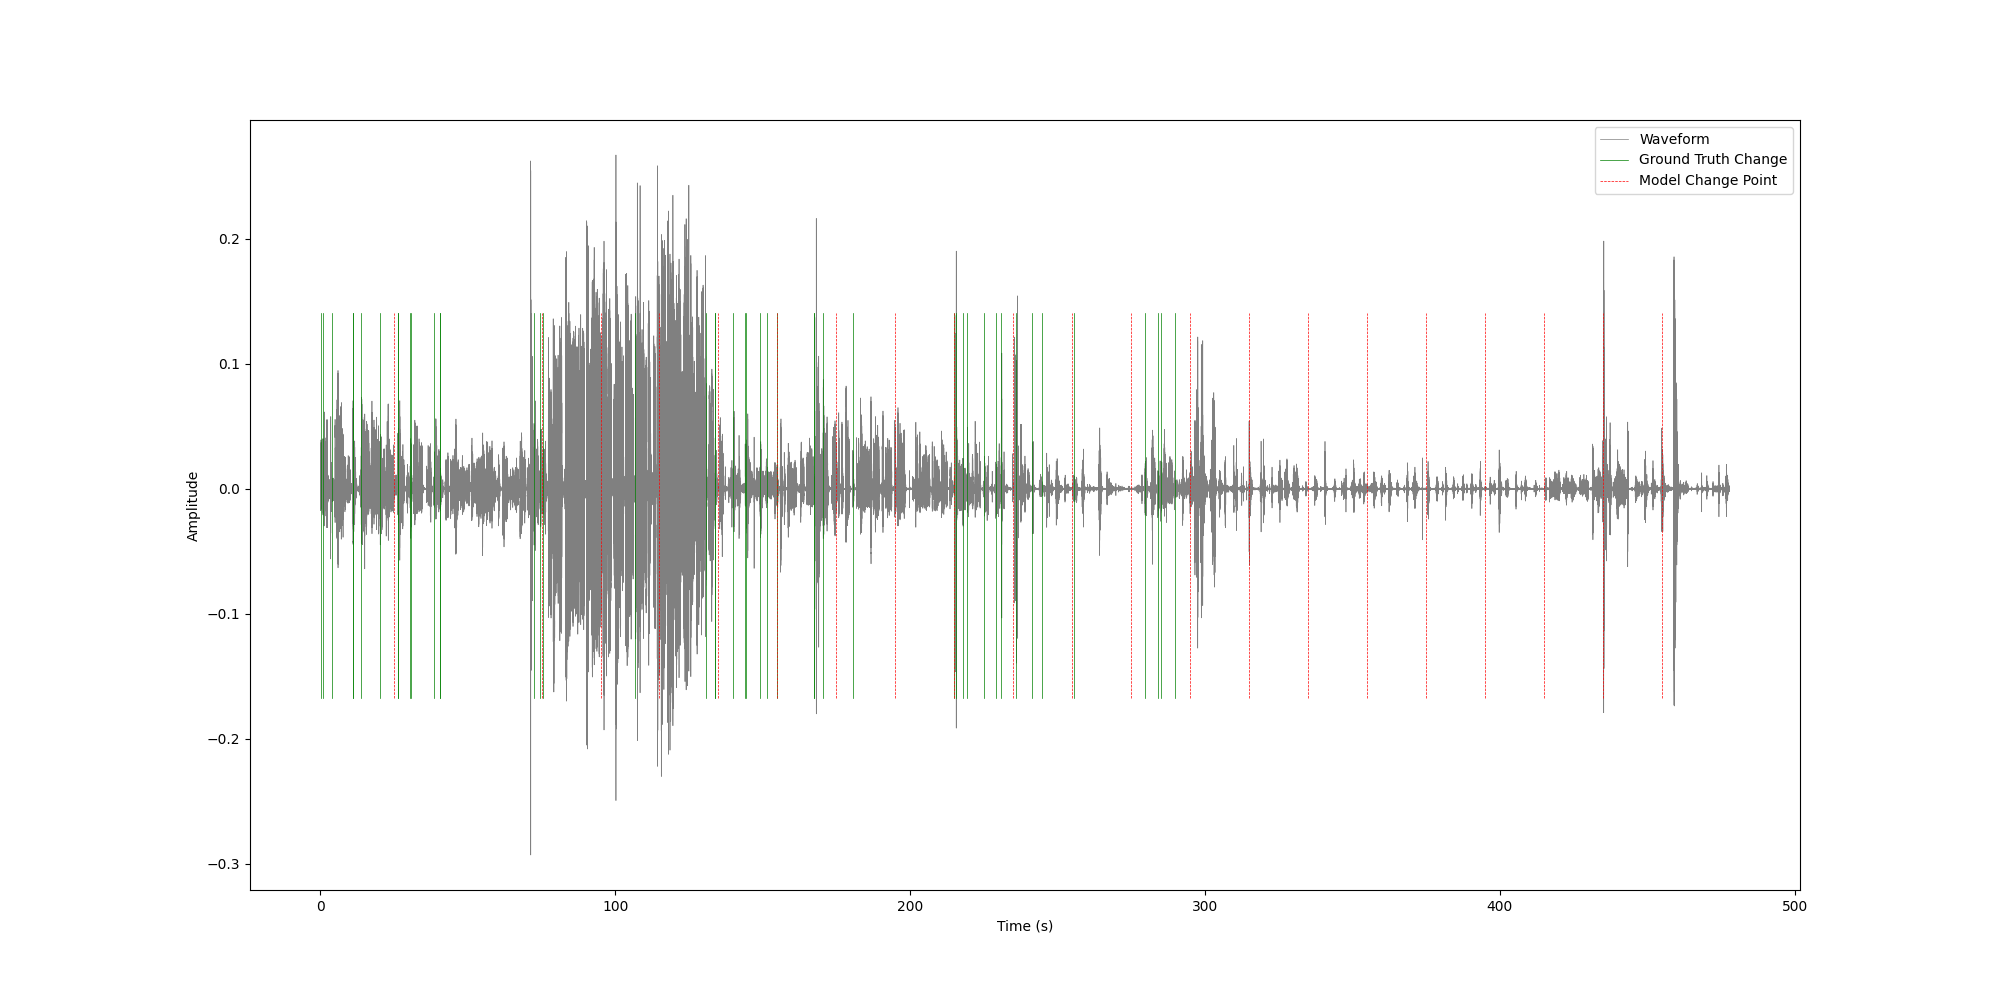 Waveform
Ground Truth Change
Model Change Point
0.2
0.1
0.0
−0.1
−0.2
−0.3
Amplitude
0 100 200 300 400 500
Time (s)